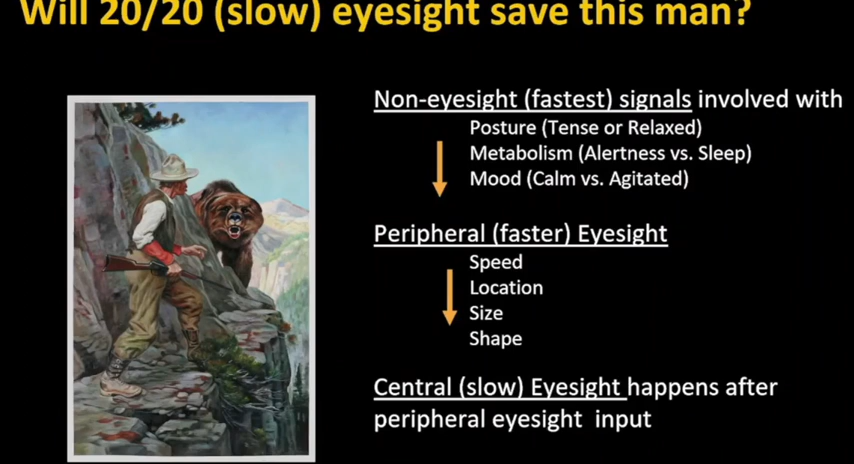 Will 20/20 (slow) eyesight save this man?
Non-eyesight (fastest) signals involved with
Posture (Tense or Relaxed)
Metabolism (Alertness vs. Sleep)
Mood (Calm vs. Agitated)
Peripheral (faster) Eyesight
Speed
Location
Size
Shape
Central (slow) Eyesight happens after
peripheral eyesight input